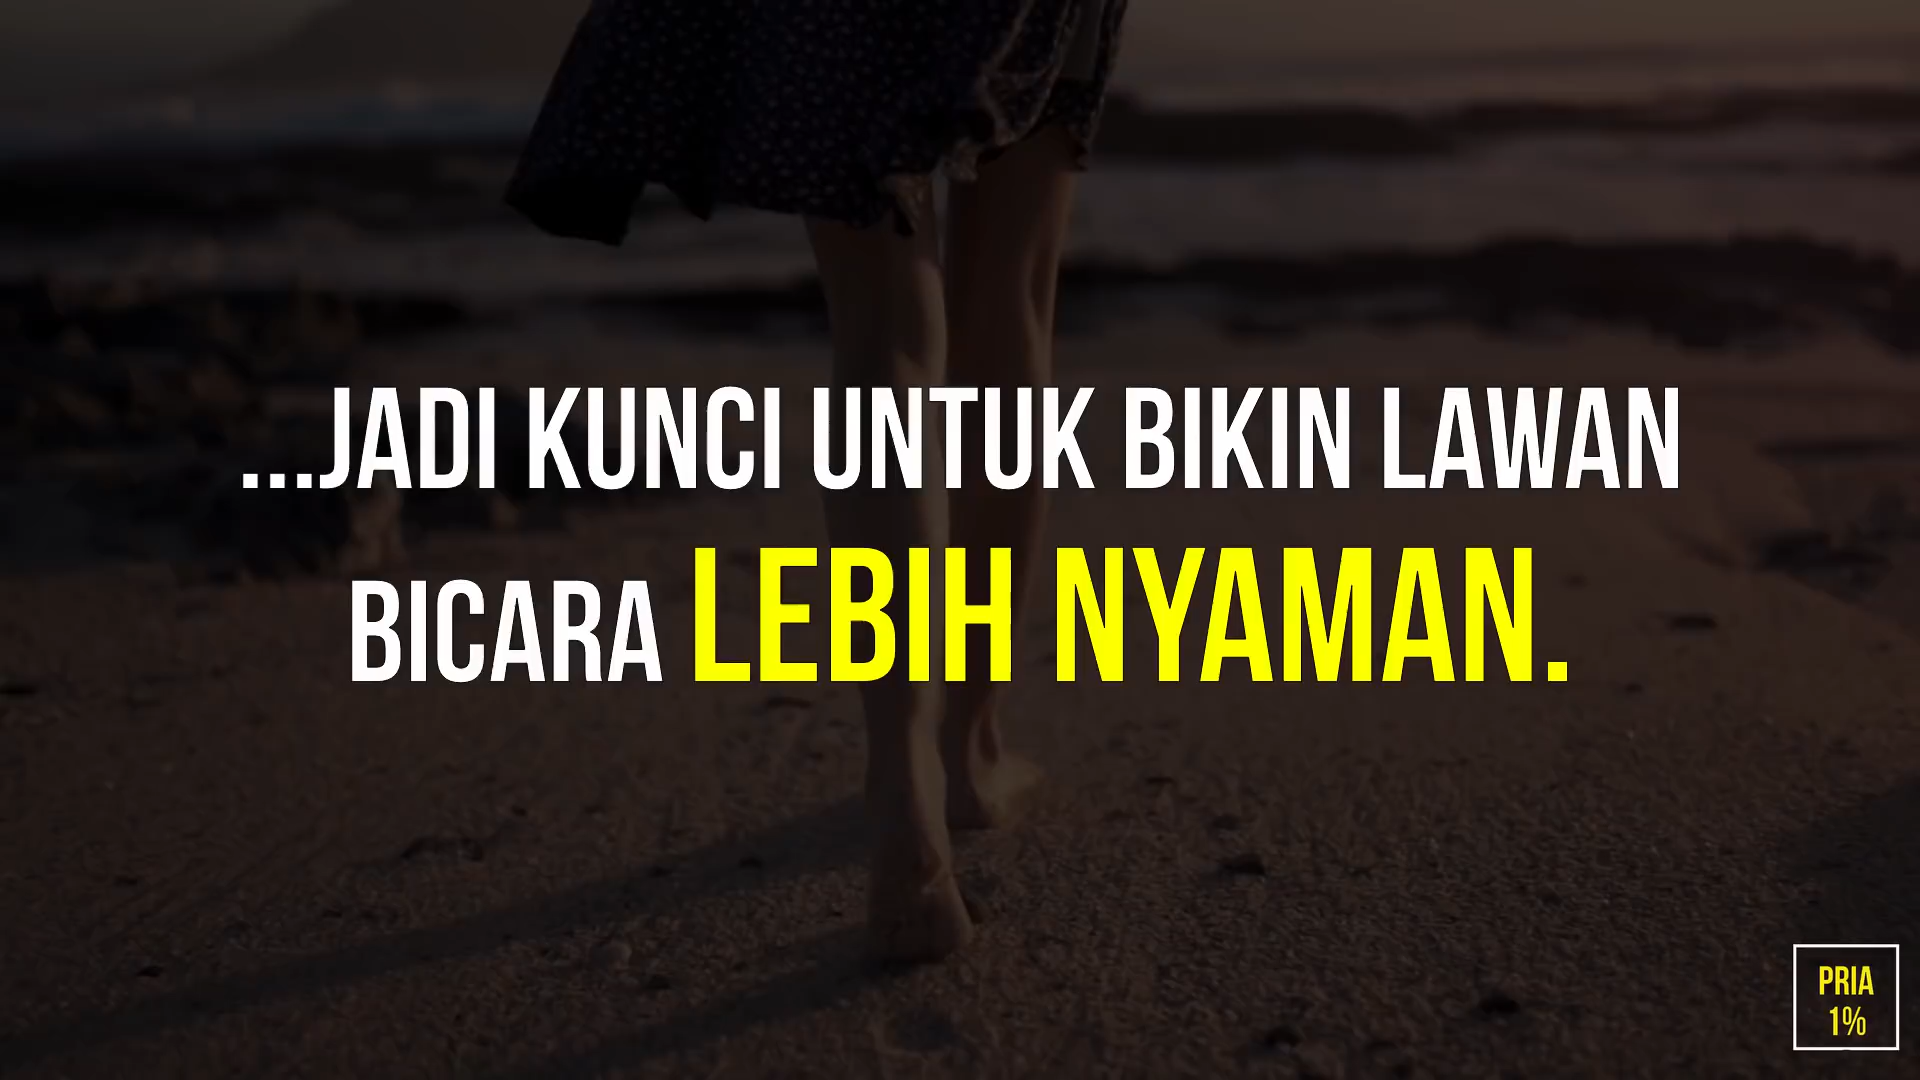 ...JADI KUNCI UNTUK BIKIN LAWAN
BICARA LEBIH NYAMAN.
PRIA
1%